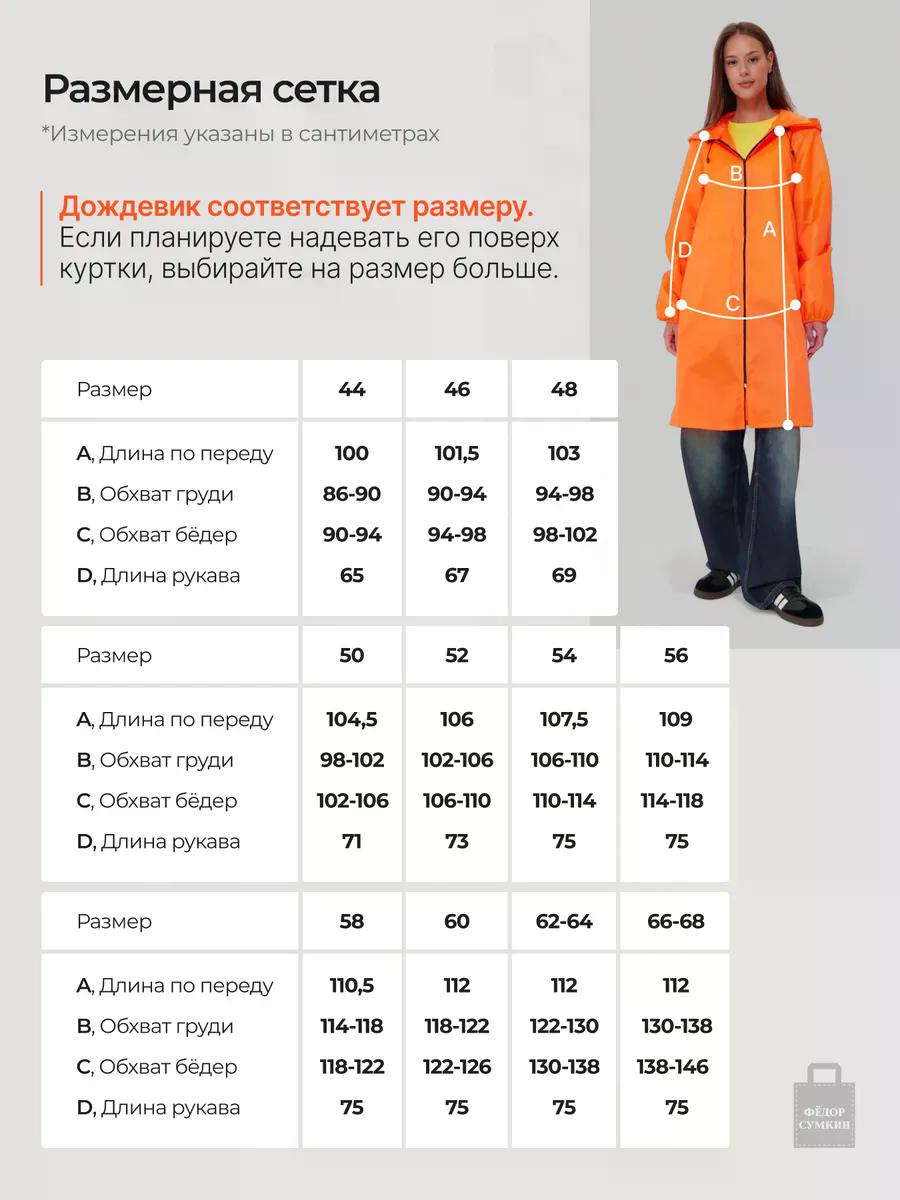 Размерная сетка
*Измерения указаны в сантиметрах
Дождевик соответствует размеру.
Если планируете надевать его поверх
куртки, выбирайте на размер больше.
B
A
D
C
Размер 44 46 48
A, Длина по переду 100 101,5 103
B, Обхват груди 86-90 90-94 94-98
C, Обхват бёдер 90-94 94-98 98-102
D, Длина рукава 65 67 69
Размер 50 52 54 56
A, Длина по переду 104,5 106 107,5 109
B, Обхват груди 98-102 102-106 106-110 110-114
C, Обхват бёдер 102-106 106-110 110-114 114-118
D, Длина рукава 71 73 75 75
Размер 58 60 62-64 66-68
A, Длина по переду 110,5 112 112 112
B, Обхват груди 114-118 118-122 122-130 130-138
C, Обхват бёдер 118-122 122-126 130-138 138-146
D, Длина рукава 75 75 75 75
ФЁДОР
СУМКИН